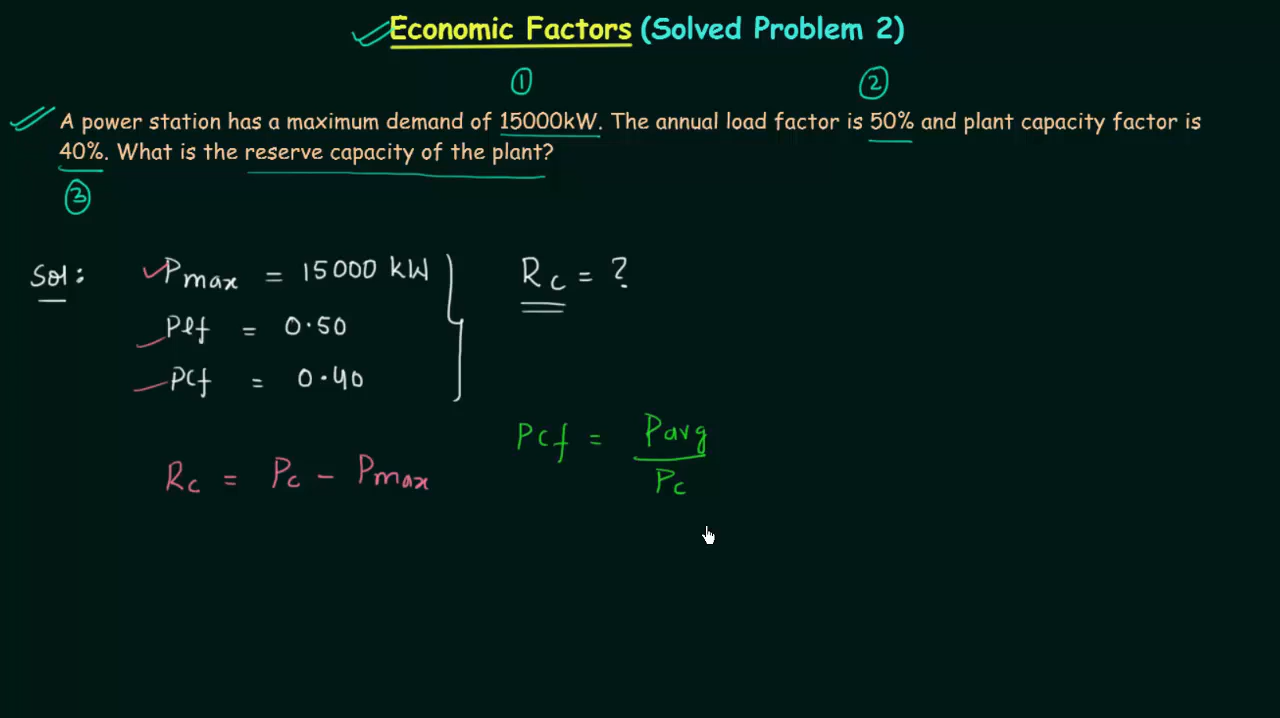 Economic Factors (Solved Problem 2)
① ②
A power station has a maximum demand of 15000kW. The annual load factor is 50% and plant capacity factor is
40%. What is the reserve capacity of the plant?
③
Sol: Pmax = 15000 kW Rc = ?
Plf = 0.50
Pcf = 0.40
Pcf = Parg / Pc
Rc = Pc - Pmax